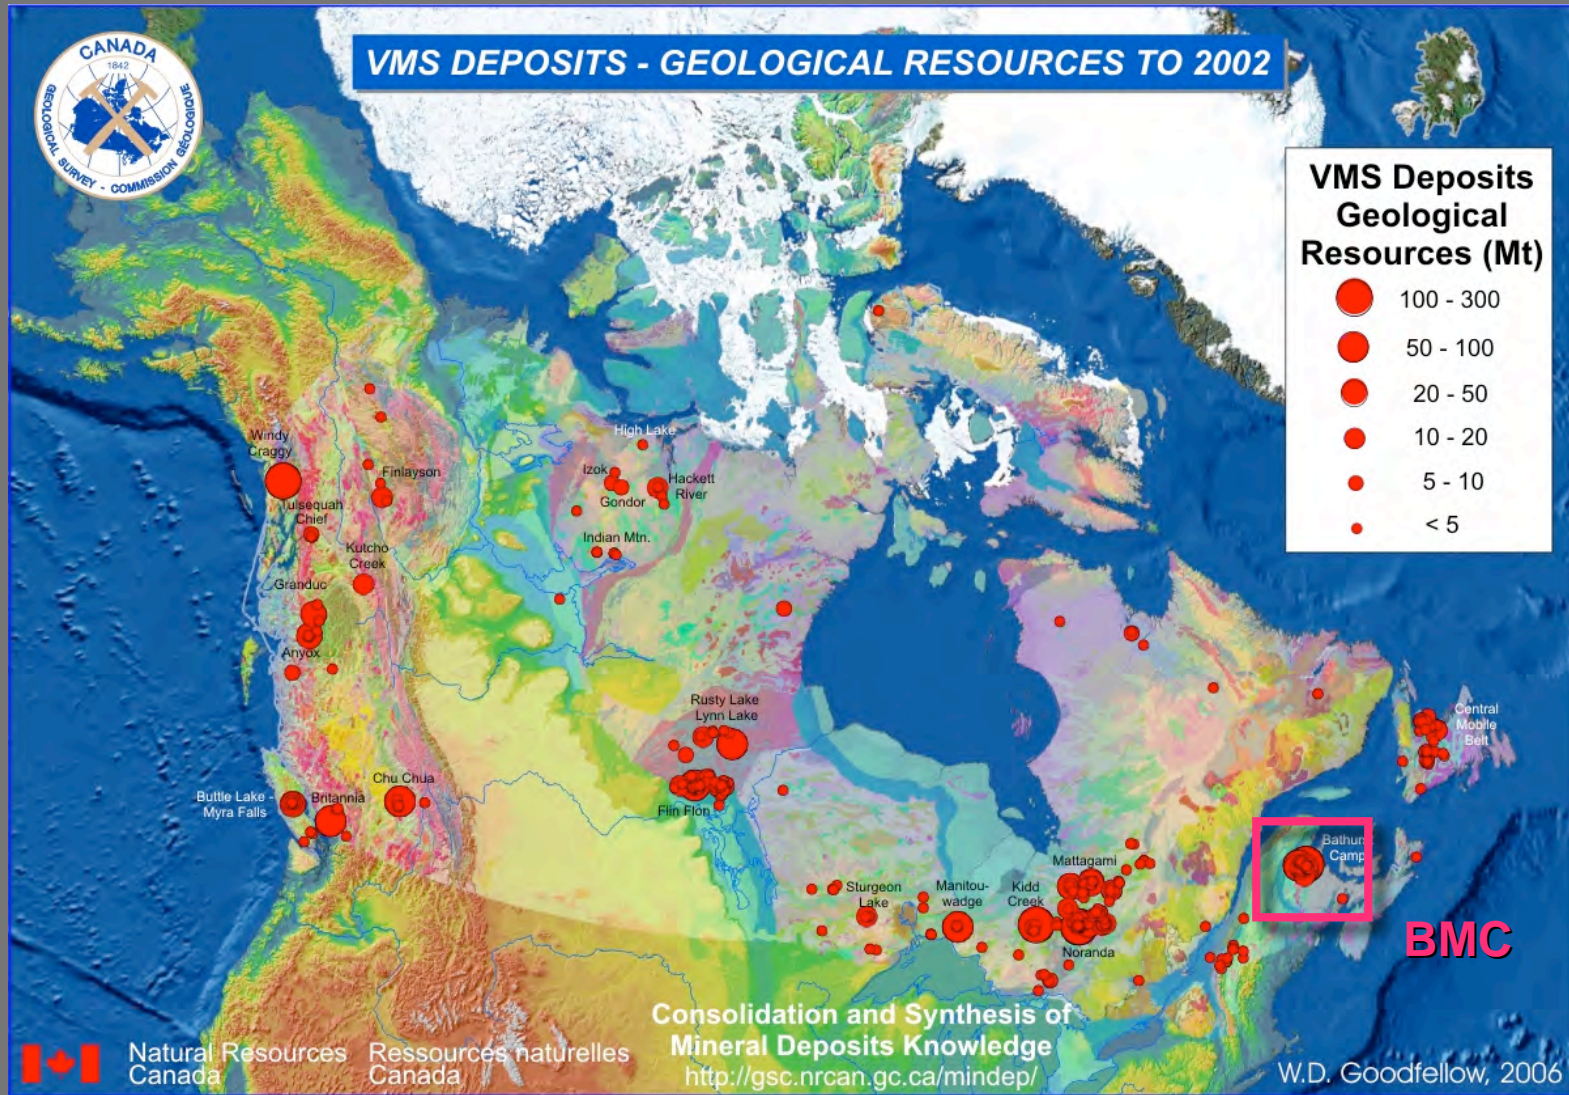 CANADA
1842
GEOLOGICAL SURVEY - COMMISSION GÉOLOGIQUE
VMS DEPOSITS - GEOLOGICAL RESOURCES TO 2002
VMS Deposits
Geological
Resources (Mt)
100 - 300
50 - 100
20 - 50
10 - 20
5 - 10
< 5
Windy
Craggy
Finlayson
Tulsequah
Chief
Kutcho
Creek
Granduc
Anyox
High Lake
Izok
Hackett
River
Gondor
Indian Mtn.
Rusty Lake
Lynn Lake
Flin Flon
Chu Chua
Buttle Lake -
Myra Falls
Britannia
Central
Mobile
Belt
Bathurs
Camp
BMC
Mattagami
Sturgeon
Lake
Manitou-
wadge
Kidd
Creek
Noranda
Consolidation and Synthesis of
Mineral Deposits Knowledge
http://gsc.nrcan.gc.ca/mindep/
Natural Resources
Canada
Ressources naturelles
Canada
W.D. Goodfellow, 2006